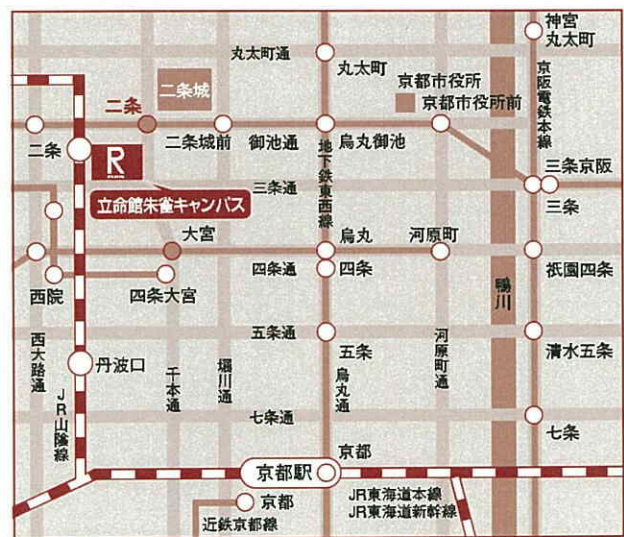 神宮
丸太町
丸太町通
丸太町
京都市役所
京都市役所前
二条城
二条
京阪電鉄本線
二条
二条城前
御池通
烏丸御池
R
地下鉄東西線
三条京阪
三条通
三条
立命館朱雀キャンパス
大宮
烏丸
河原町
四条通
四条
祇園四条
鴨川
西院
四条大宮
五条通
五条
清水五条
西大路通
丹波口
JR山陰線
千本通
堀川通
烏丸通
河原町通
七条通
七条
京都
京都駅
京都
近鉄京都線
JR東海道本線
JR東海道新幹線